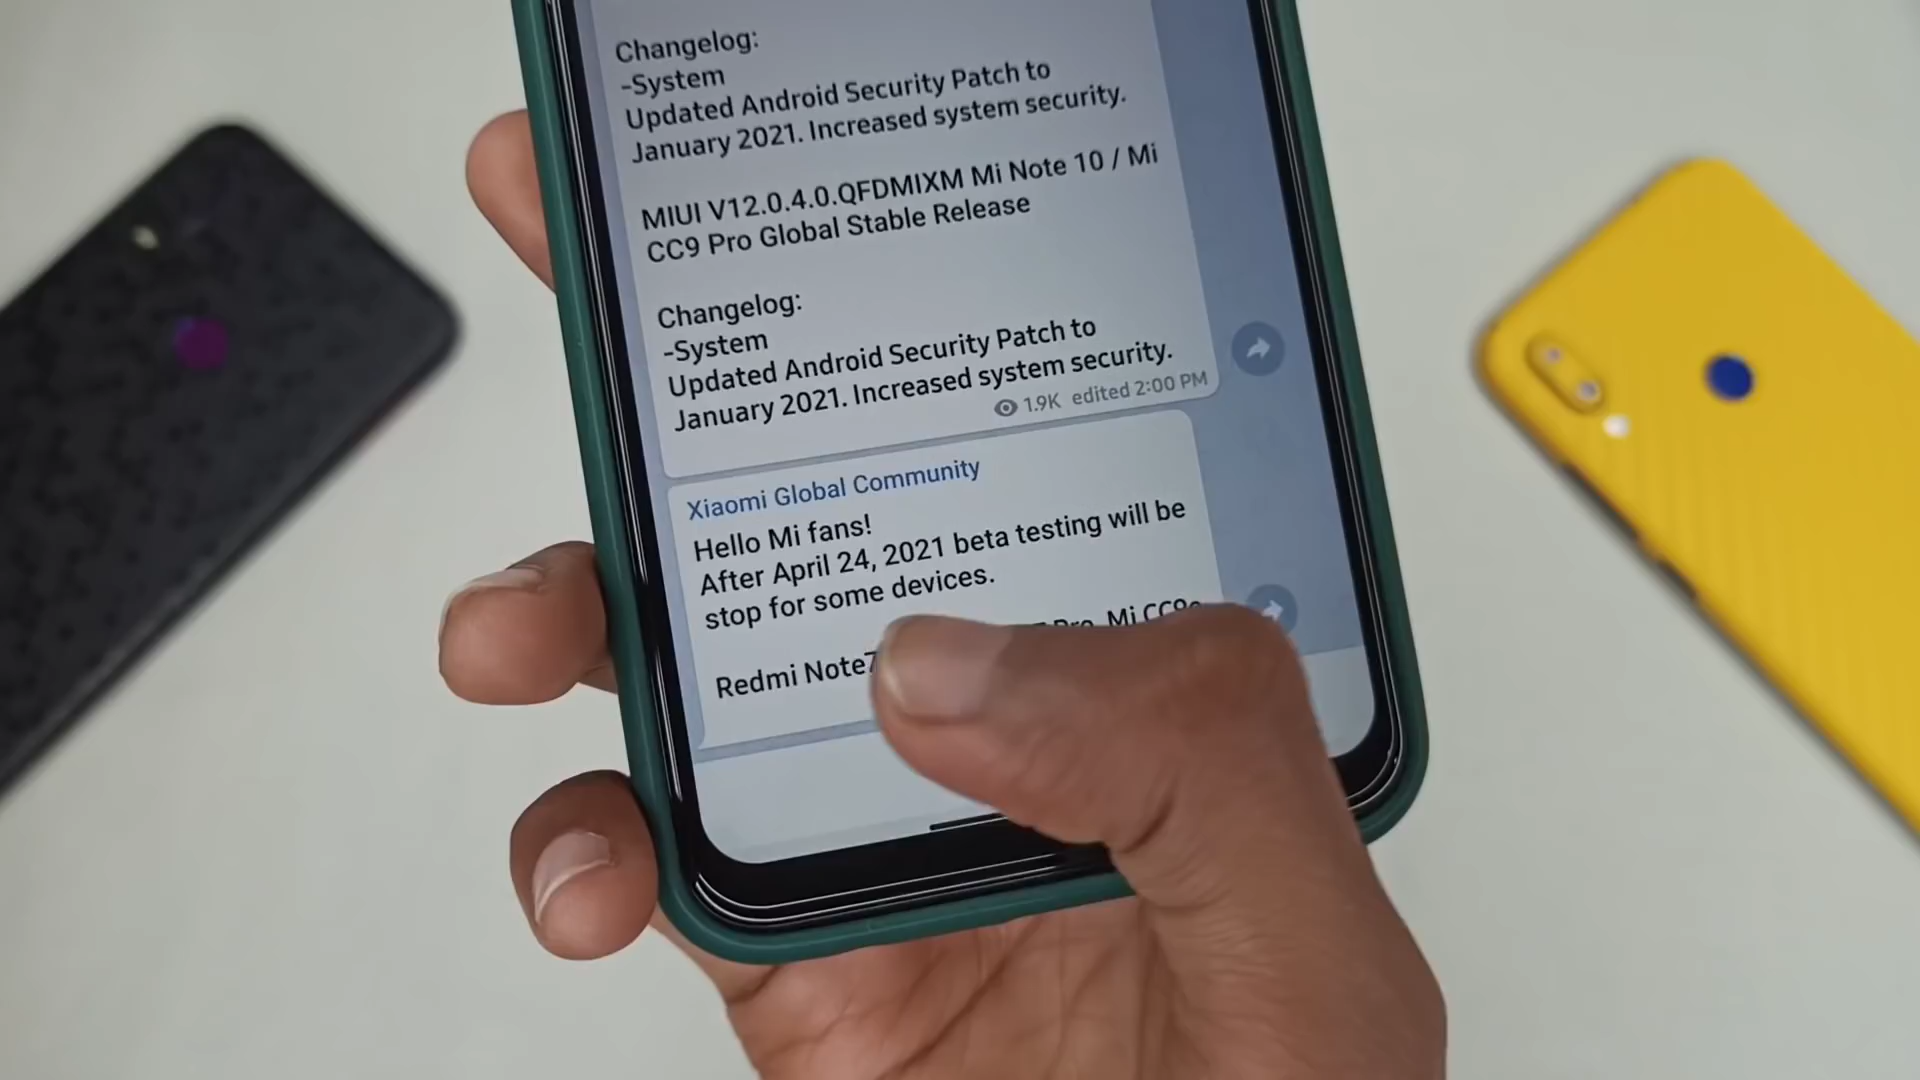 Changelog:
-System
Updated Android Security Patch to
January 2021. Increased system security.
MIUI V12.0.4.0.QFDMIXM Mi Note 10 / Mi
CC9 Pro Global Stable Release
Changelog:
-System
Updated Android Security Patch to
January 2021. Increased system security.
1.9K edited 2:00 PM
Xiaomi Global Community
Hello Mi fans!
After April 24, 2021 beta testing will be
stop for some devices.
Redmi Note7 Pro, Mi CC9e